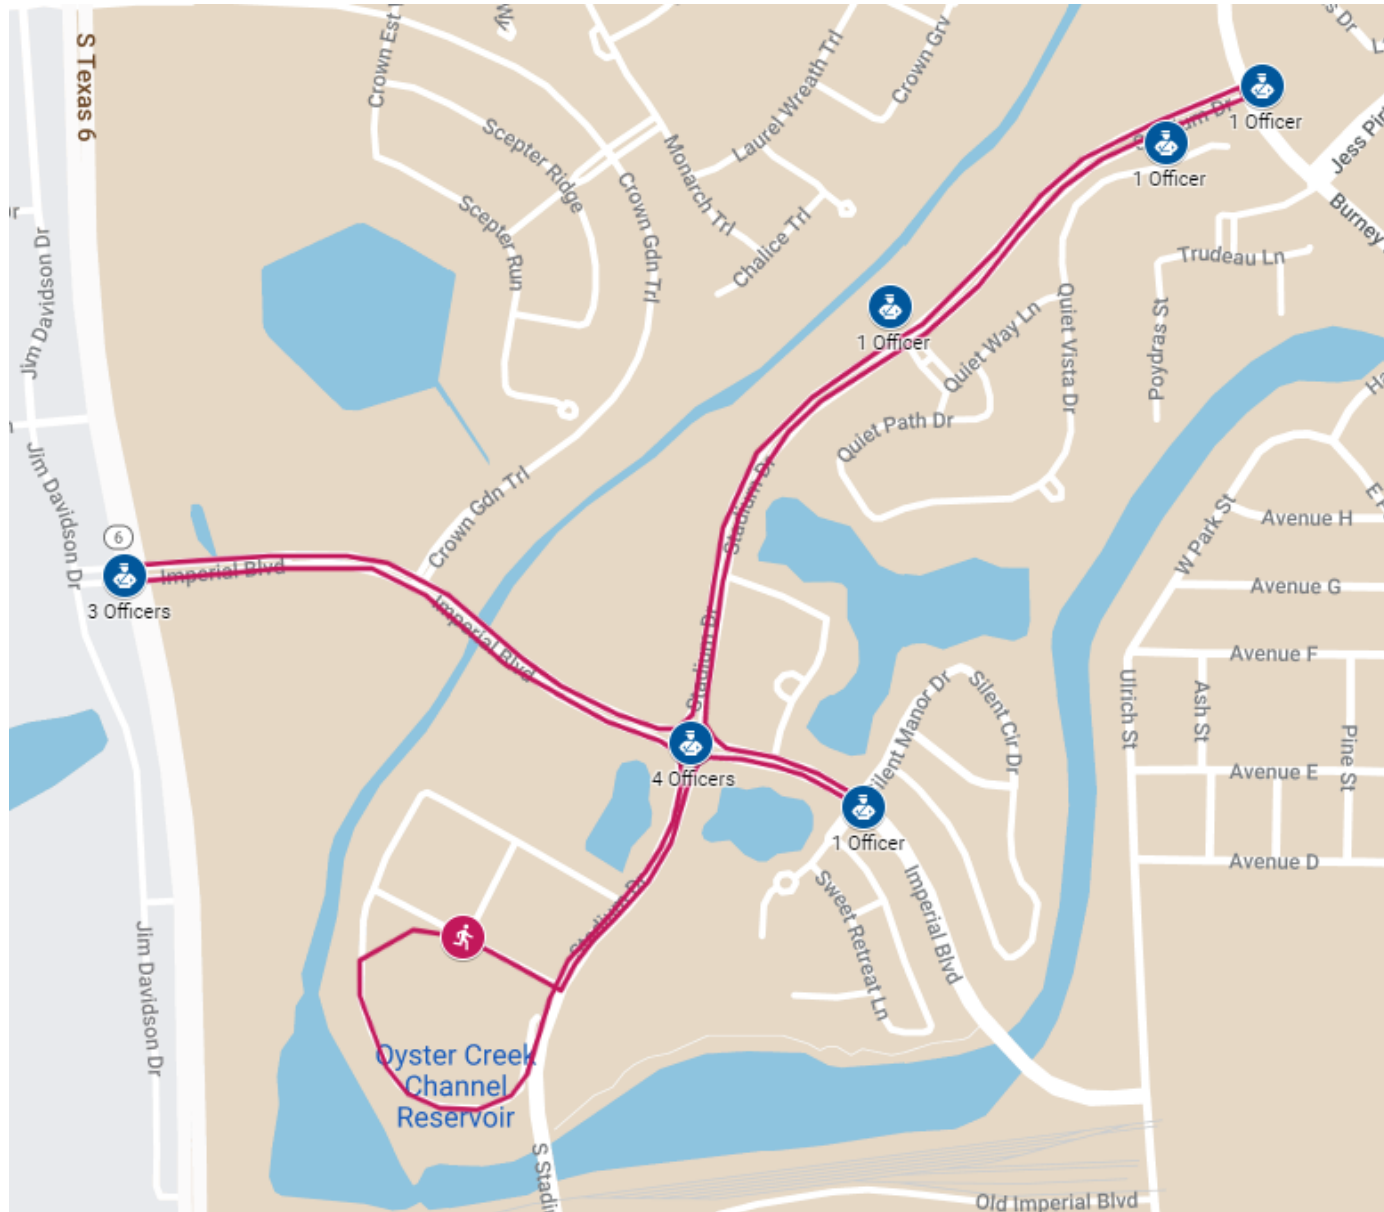 S Texas 6
Crown Est
W
Crown Grv
s Dr
Laurel Wreath Trl
Scepter Ridge
Monarch Trl
Stadium Dr
1 Officer
1 Officer
Jess Pir
Crown Gdn Trl
Scepter Run
Chalice Trl
Burney
Trudeau Ln
Jim Davidson Dr
1 Officer
Quiet Way Ln
Quiet Vista Dr
Poydras St
Quiet Path Dr
Ha
Jim Davidson Dr
Crown Gdn Trl
Stadium Dr
W Park St
Avenue H
6
Imperial Blvd
3 Officers
Avenue G
Imperial Blvd
Stadium Dr
Avenue F
Silent Manor Dr
Silent Cir Dr
Ulrich St
Ash St
Pine St
4 Officers
Avenue E
1 Officer
Avenue D
Stadium Dr
Sweet Retreat Ln
Imperial Blvd
Jim Davidson Dr
Oyster Creek
Channel
Reservoir
S Stadi
Old Imperial Blvd